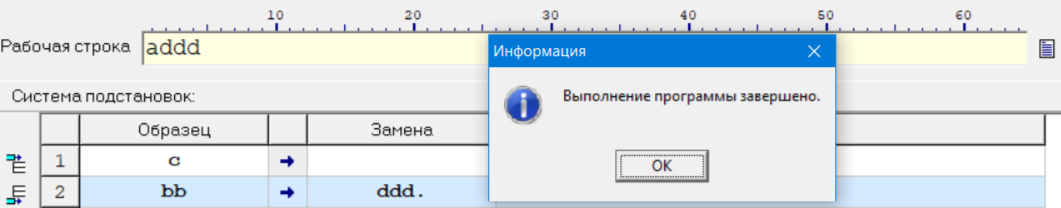 10 20 30 40 50 60
Рабочая строка addd
Информация
Выполнение программы завершено.
OK
Система подстановок:
Образец Замена
1 c →
2 bb → ddd.